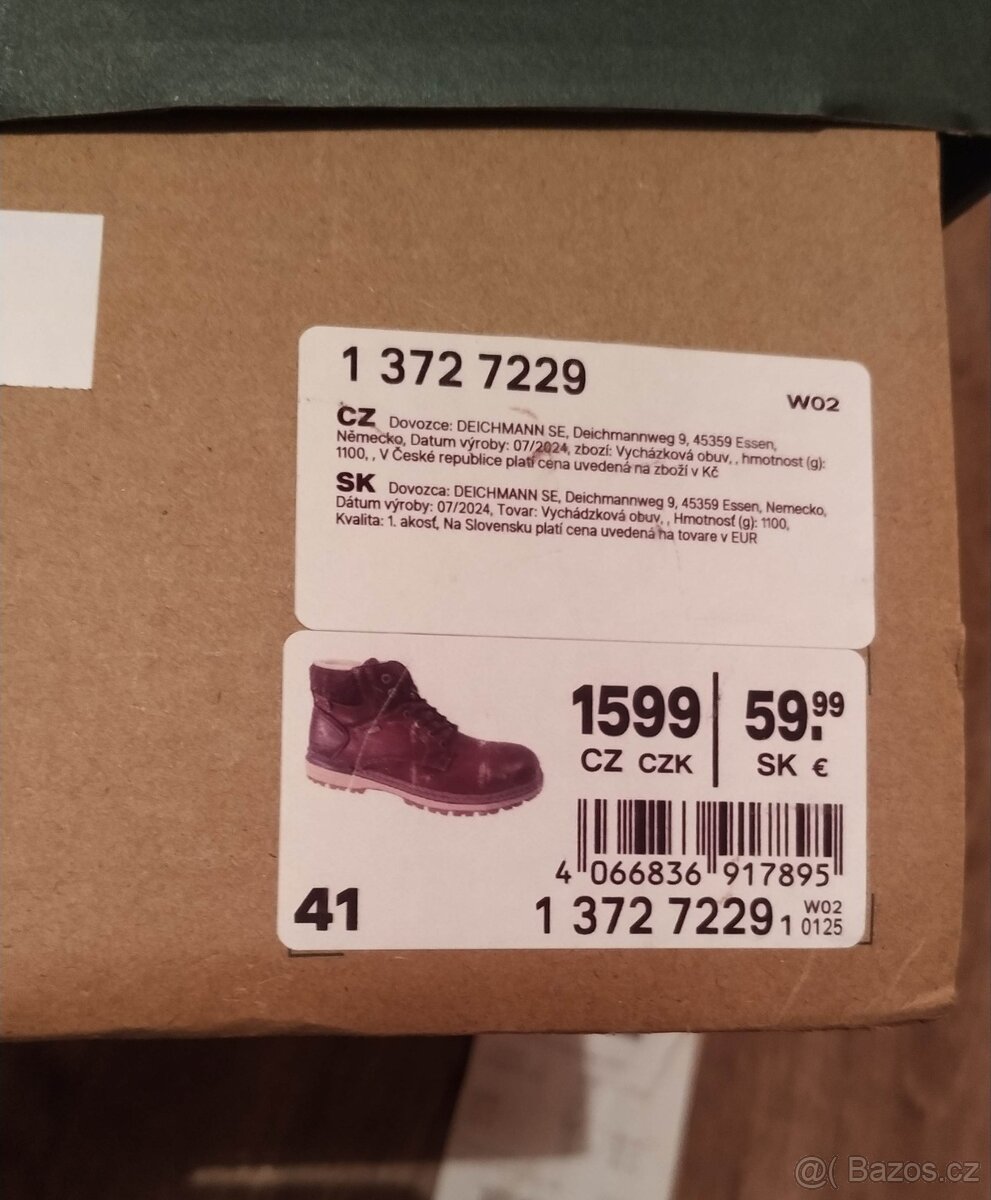 1 372 7229
W02
CZ Dovozce: DEICHMANN SE, Deichmannweg 9, 45359 Essen,
Německo, Datum výroby: 07/2024, zbozí: Vycházková obuv, , hmotnost (g):
1100, , V České republice platí cena uvedená na zboží v Kč
SK Dovozca: DEICHMANN SE, Deichmannweg 9, 45359 Essen, Nemecko,
Dátum výroby: 07/2024, Tovar: Vychádzková obuv, , Hmotnosť (g): 1100,
Kvalita: 1. akosť, Na Slovensku platí cena uvedená na tovare v EUR
1599 59.99
CZ CZK SK €
4 066836 917895
41
1 372 7229 1 W02
0125
@( Bazos.cz